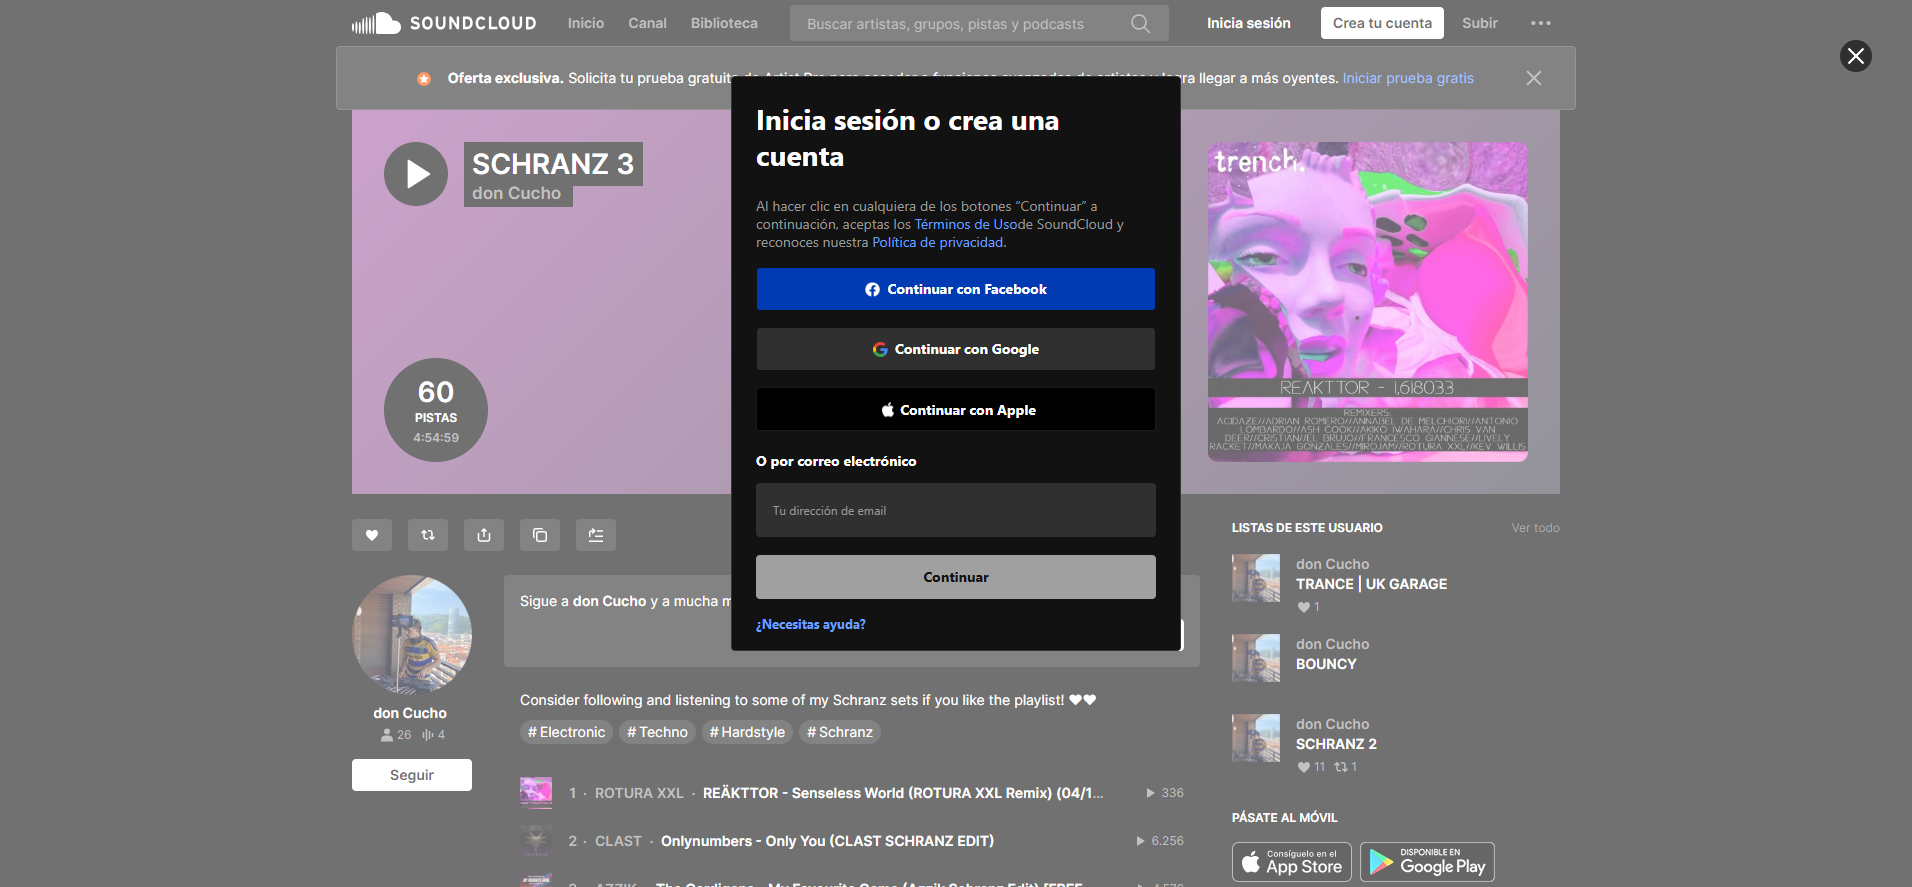 SOUNDCLOUD
Inicio
Canal
Biblioteca
Buscar artistas, grupos, pistas y podcasts
Inicia sesión
Crea tu cuenta
Subir
Oferta exclusiva. Solicita tu prueba gratuita
llegar a más oyentes. Iniciar prueba gratis
SCHRANZ 3
don Cucho
60
PISTAS
4:54:59
trench.
REÄKTTOR - 1,618033
REMIXERS:
ACIDAZE//ADRIAN ROMERO//ANNABEL DE MELCHIORI//ANTONIO
LOMBARDO//ASH COOK//AKIKO IWAHARA//CHRIS VAN
DEER//CRISTIAN//EL BRUJO//FRANCESCO GIANNESE//LIVELY
RACKET//MAKAJA GONZALES//MIROJAM//ROTURA XXL//KEV WILLIS
Inicia sesión o crea una
cuenta
Al hacer clic en cualquiera de los botones “Continuar” a
continuación, aceptas los Términos de Usode SoundCloud y
reconoces nuestra Política de privacidad.
Continuar con Facebook
Continuar con Google
Continuar con Apple
O por correo electrónico
Tu dirección de email
Continuar
¿Necesitas ayuda?
Sigue a don Cucho y a mucha
don Cucho
26
4
Seguir
Consider following and listening to some of my Schranz sets if you like the playlist! ❤❤
# Electronic
# Techno
# Hardstyle
# Schranz
1 · ROTURA XXL · REÄKTTOR - Senseless World (ROTURA XXL Remix) (04/1...
336
2 · CLAST · Onlynumbers - Only You (CLAST SCHRANZ EDIT)
6.256
LISTAS DE ESTE USUARIO
Ver todo
don Cucho
TRANCE | UK GARAGE
1
don Cucho
BOUNCY
don Cucho
SCHRANZ 2
11
1
PÁSATE AL MÓVIL
Consíguelo en el
App Store
DISPONIBLE EN
Google Play